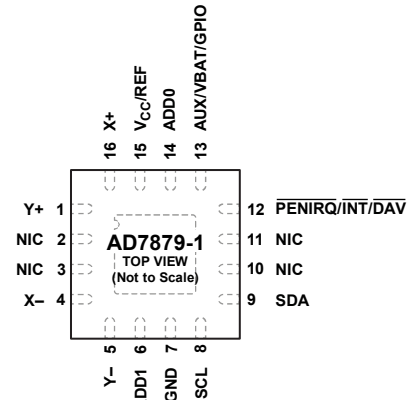 16 X+
15 VCC/REF
14 ADD0
13 AUX/VBAT/GPIO
Y+ 1
NIC 2
NIC 3
X– 4
AD7879-1
TOP VIEW
(Not to Scale)
12 PENIRQ/INT/DAV
11 NIC
10 NIC
9 SDA
Y– 5
ADD1 6
GND 7
SCL 8